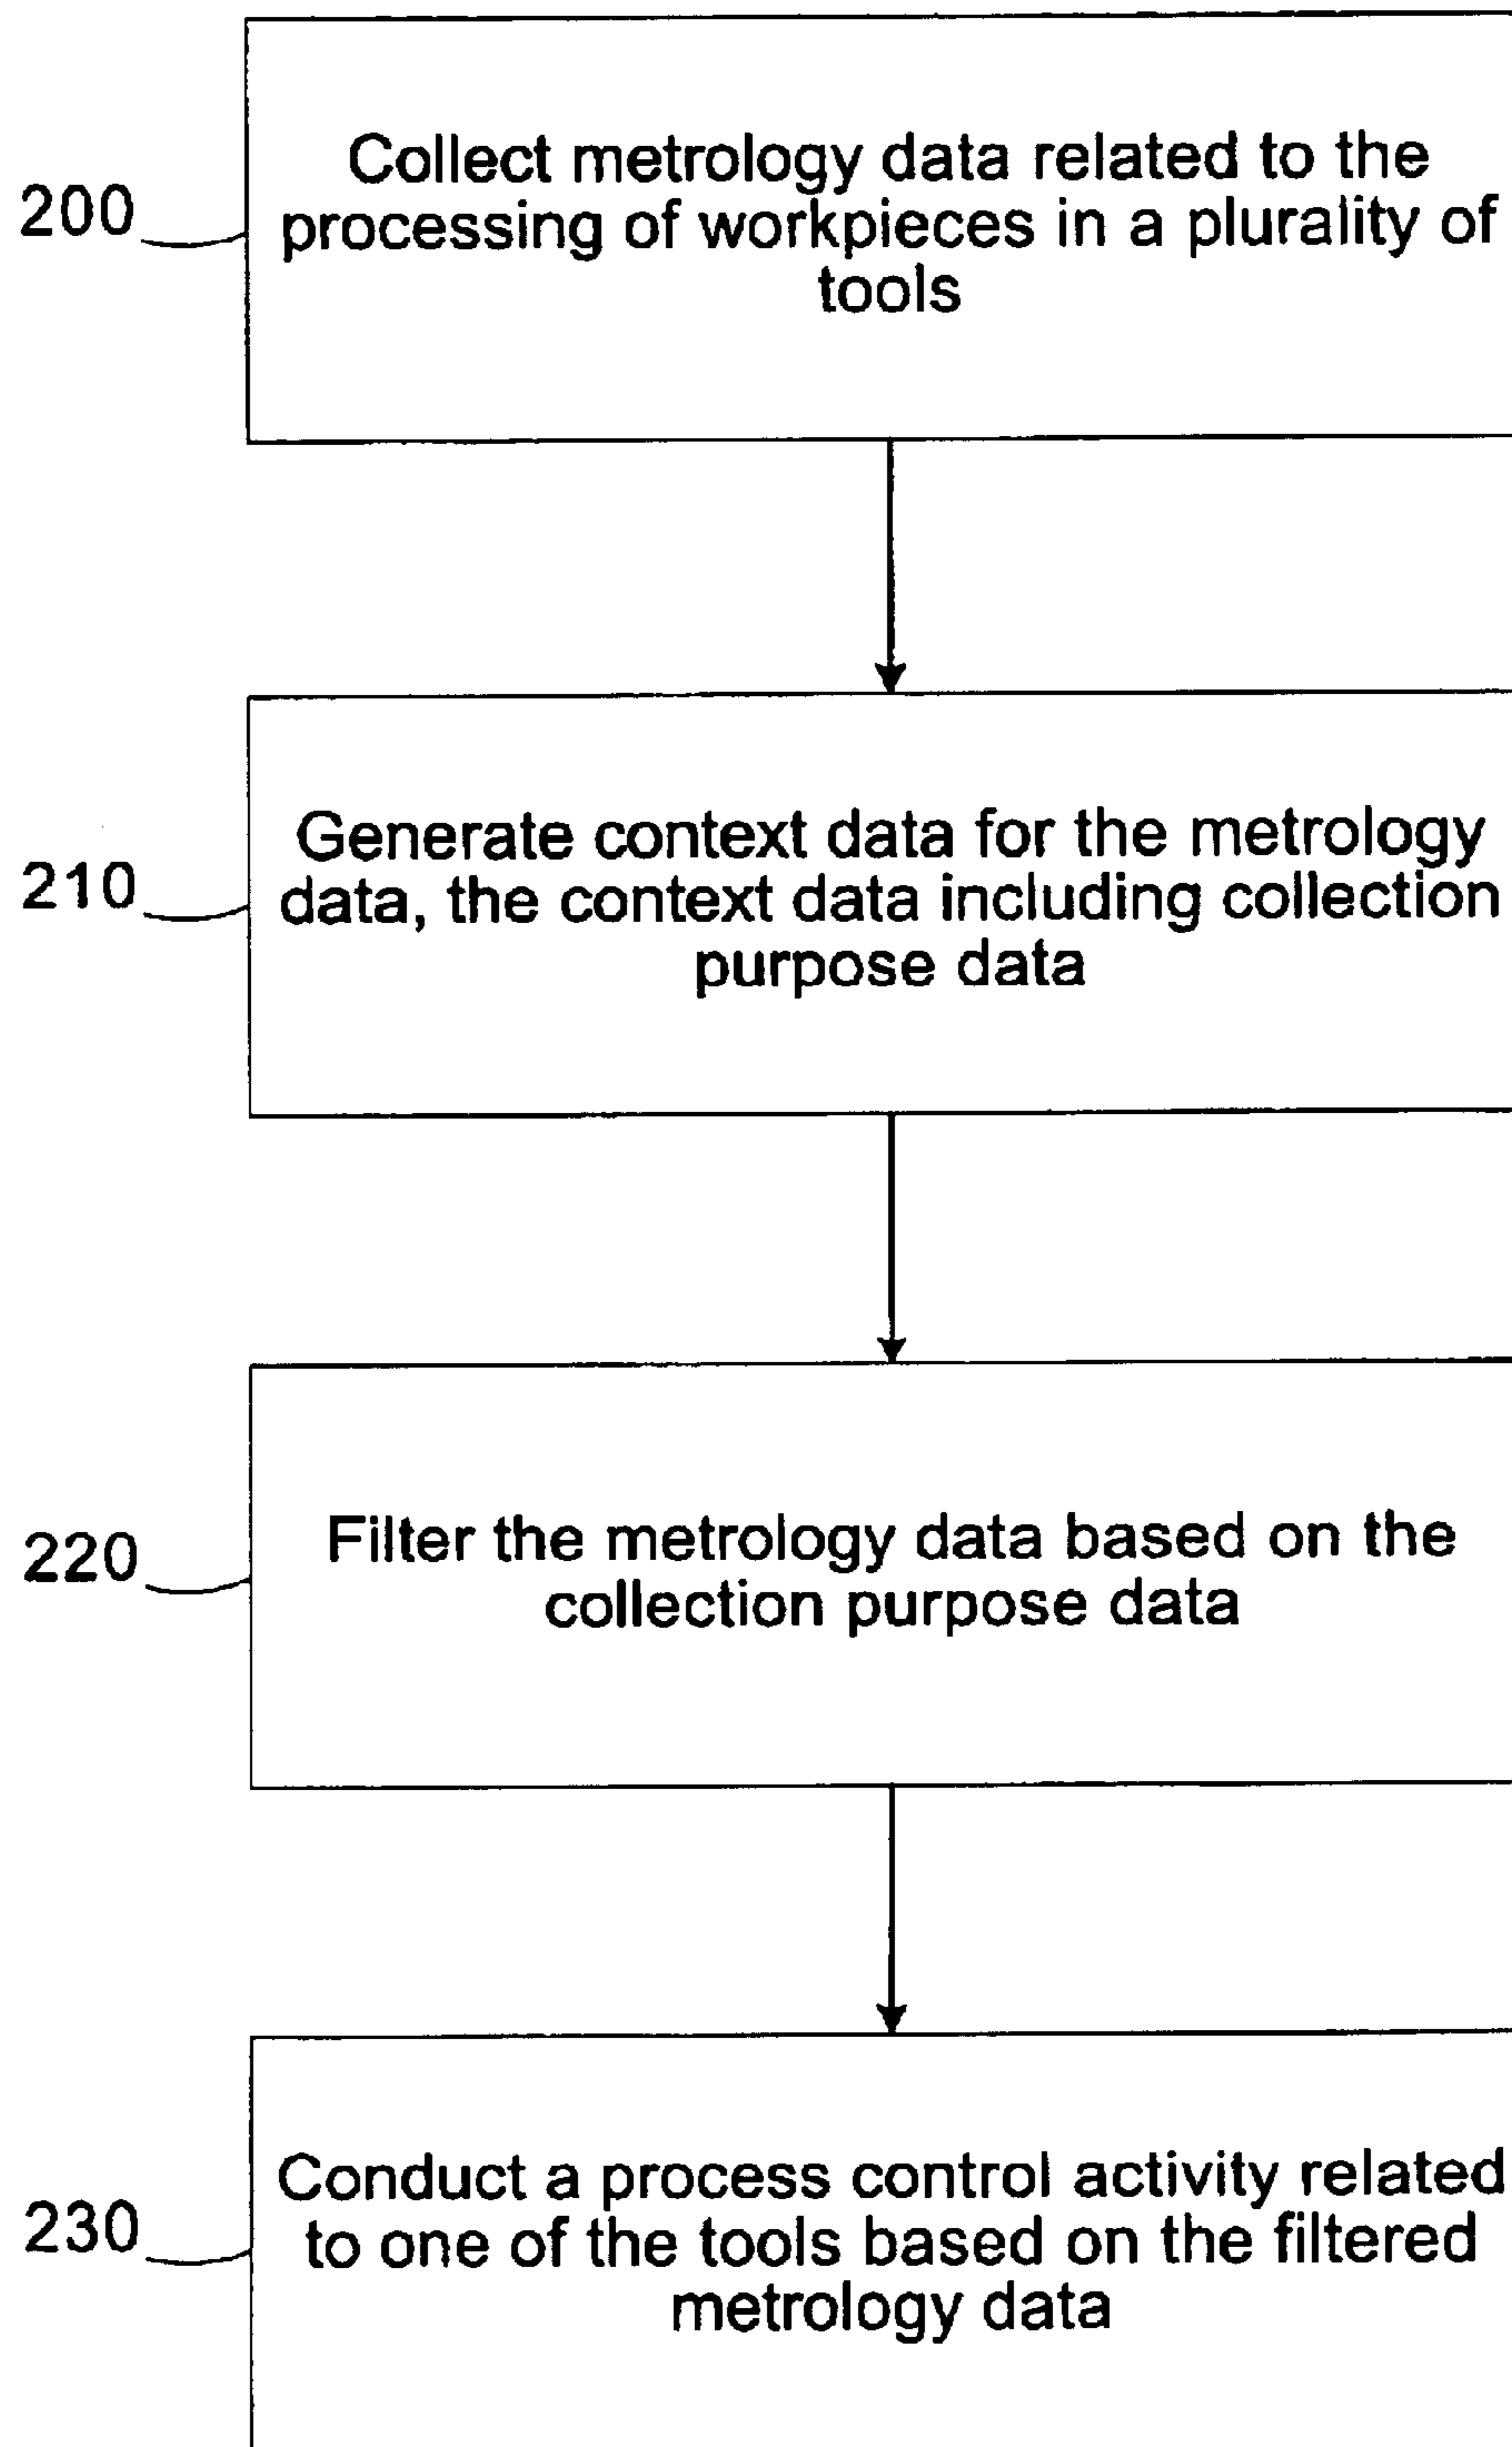 200
Collect metrology data related to the
processing of workpieces in a plurality of
tools
210
Generate context data for the metrology
data, the context data including collection
purpose data
220
Filter the metrology data based on the
collection purpose data
230
Conduct a process control activity related
to one of the tools based on the filtered
metrology data